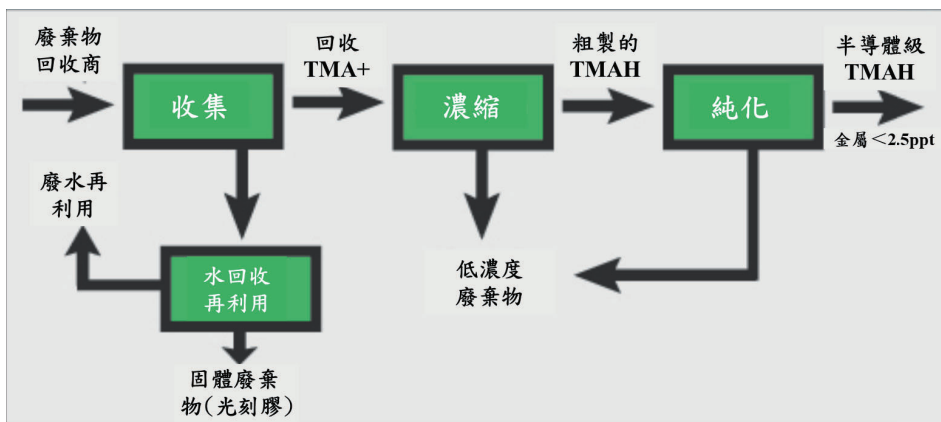 廢棄物
回收商
收集
回收
TMA+
濃缩
粗製的
TMAH
純化
半導體級
TMAH
金屬＜2.5ppt
廢水再
利用
水回收
再利用
固體廢棄
物(光刻膠)
低濃度
廢棄物